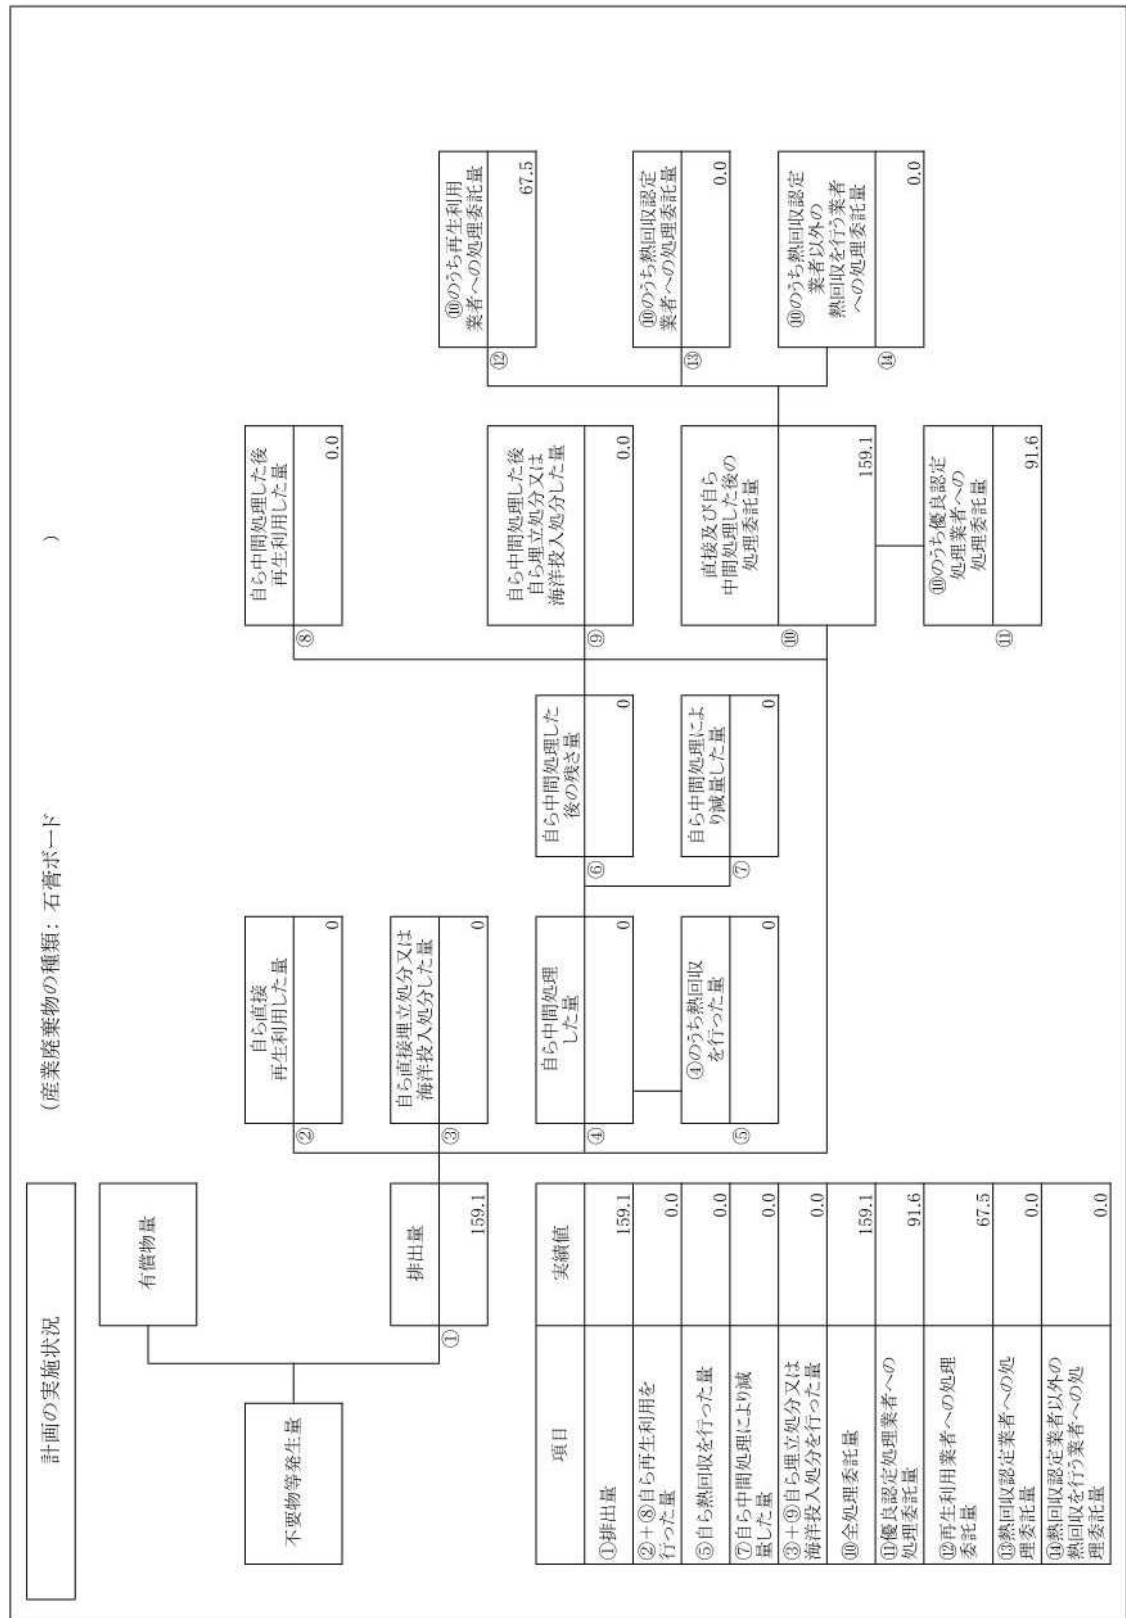 計画の実施状況
(産業廃棄物の種類: 石膏ボード )
有償物量
不要物等発生量
①
排出量
159.1
②
自ら直接
再生利用した量
0
③
自ら直接埋立処分又は
海洋投入処分した量
0
④
自ら中間処理
した量
0
⑤
④のうち熱回収
を行った量
0
⑥
自ら中間処理した
後の残さ量
0
⑦
自ら中間処理によ
り減量した量
0
⑧
自ら中間処理した後
再生利用した量
0.0
⑨
自ら中間処理した後
自ら埋立処分又は
海洋投入処分した量
0.0
⑩
直接及び自ら
中間処理した後の
処理委託量
159.1
⑪
⑩のうち優良認定
処理業者への
処理委託量
91.6
⑫
⑩のうち再生利用
業者への処理委託量
67.5
⑬
⑩のうち熱回収認定
業者への処理委託量
0.0
⑭
⑩のうち熱回収認定
業者以外の
熱回収を行う業者
への処理委託量
0.0
項目 実績値
①排出量 159.1
②+⑧自ら再生利用を
行った量 0.0
⑤自ら熱回収を行った量 0.0
⑦自ら中間処理により減
量した量 0.0
③+⑨自ら埋立処分又は
海洋投入処分を行った量 0.0
⑩全処理委託量 159.1
⑪優良認定処理業者への
処理委託量 91.6
⑫再生利用業者への処理
委託量 67.5
⑬熱回収認定業者への処
理委託量 0.0
⑭熱回収認定業者以外の
熱回収を行う業者への処
理委託量 0.0